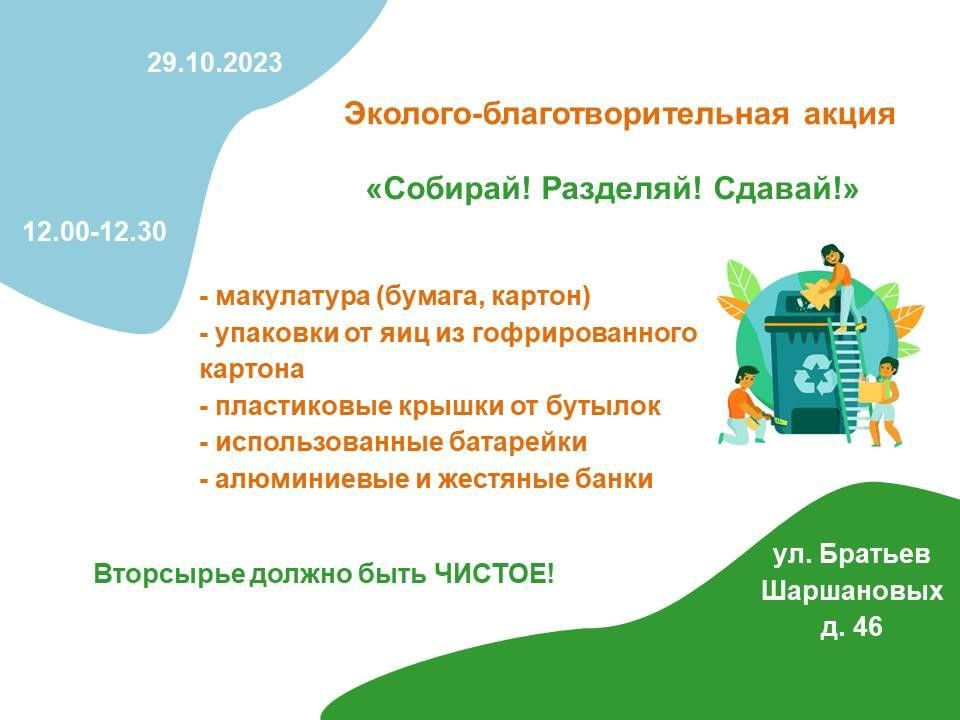 29.10.2023
Эколого-благотворительная акция
«Собирай! Разделяй! Сдавай!»
12.00-12.30
- макулатура (бумага, картон)
- упаковки от яиц из гофрированного
картона
- пластиковые крышки от бутылок
- использованные батарейки
- алюминиевые и жестяные банки
Вторсырье должно быть ЧИСТОЕ!
ул. Братьев
Шаршановых
д. 46